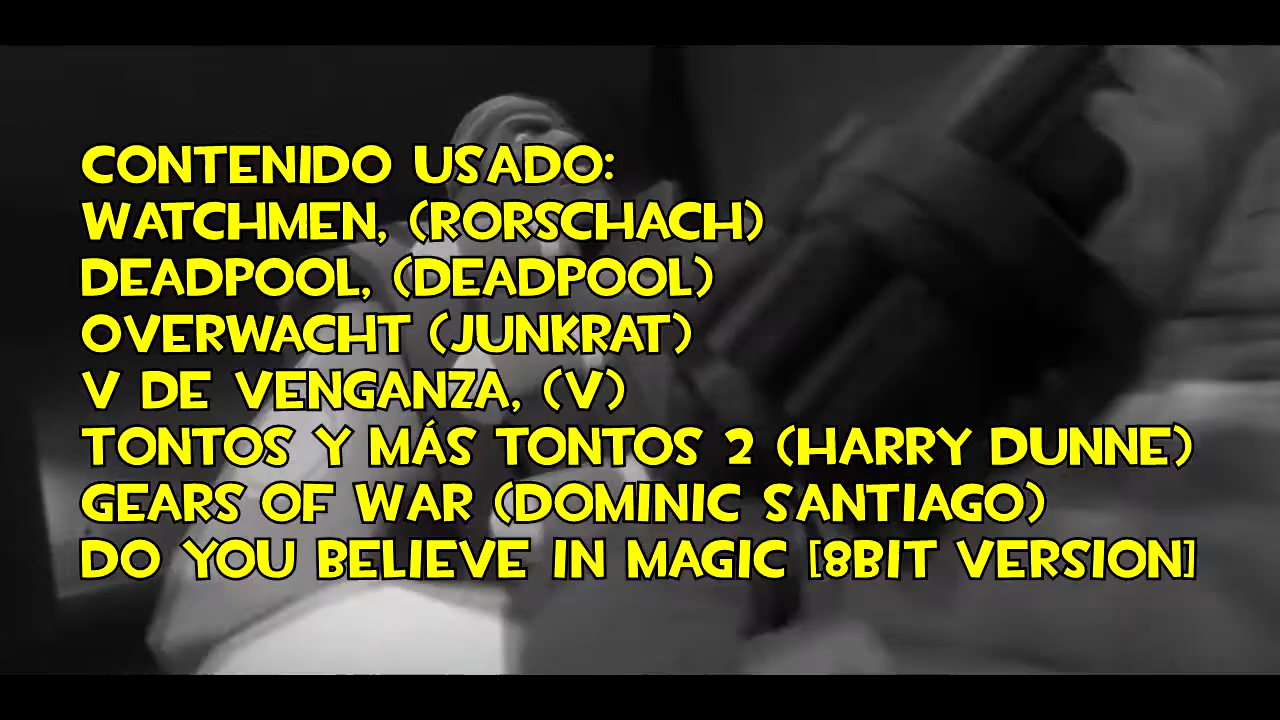 CONTENIDO USADO:
WATCHMEN, (RORSCHACH)
DEADPOOL, (DEADPOOL)
OVERWACHT (JUNKRAT)
V DE VENGANZA, (V)
TONTOS Y MÁS TONTOS 2 (HARRY DUNNE)
GEARS OF WAR (DOMINIC SANTIAGO)
DO YOU BELIEVE IN MAGIC [8BIT VERSION]